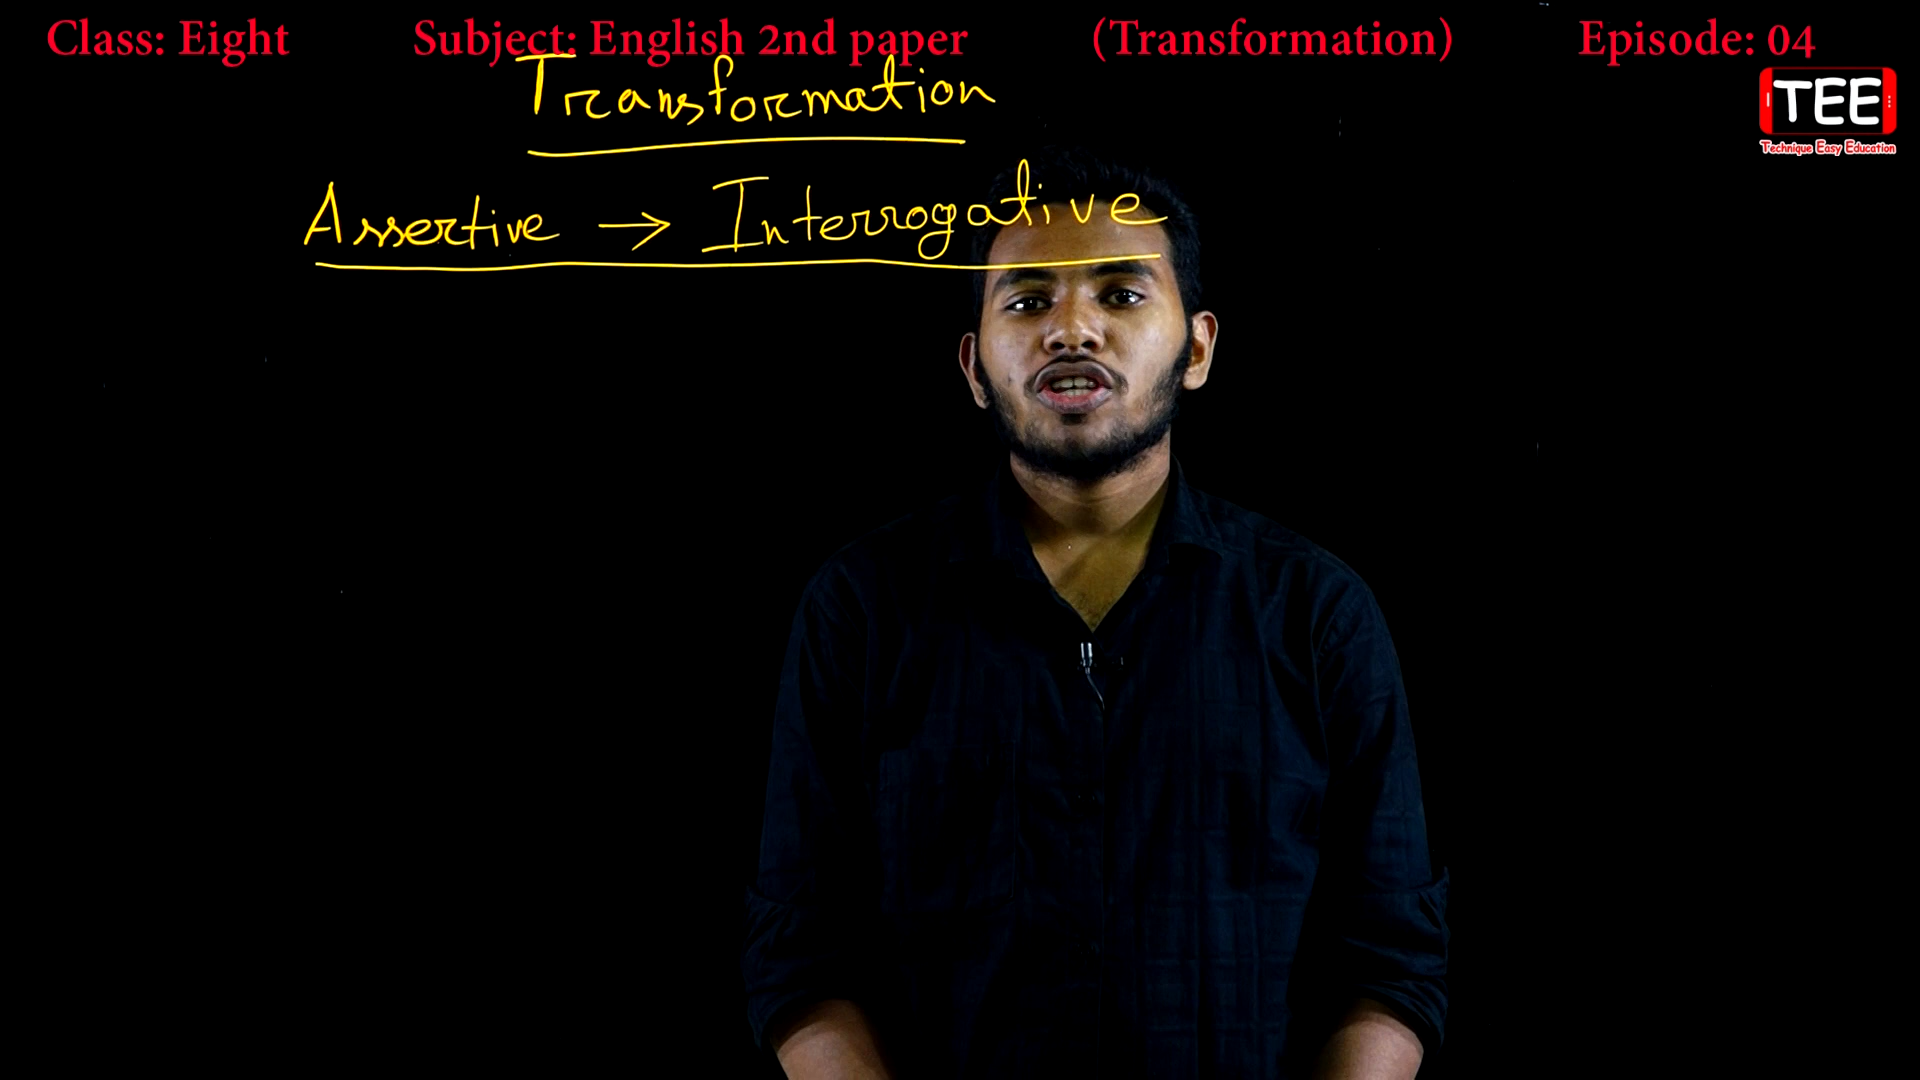 Class: Eight Subject: English 2nd paper (Transformation) Episode: 04
Transformation
TEE
Technique Easy Education
Assertive → Interrogative